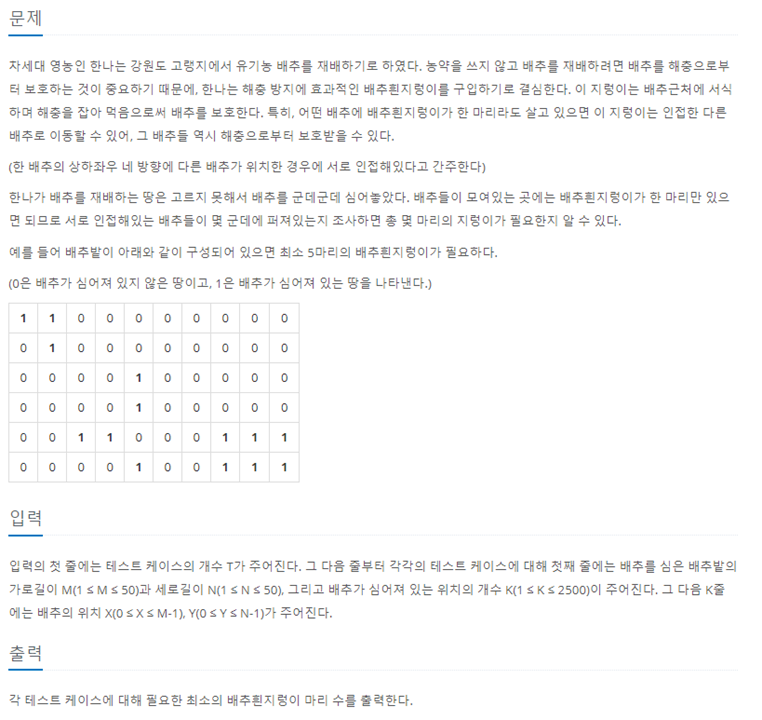 문제
차세대 영농인 한나는 강원도 고랭지에서 유기농 배추를 재배하기로 하였다. 농약을 쓰지 않고 배추를 재배하려면 배추를 해충으로부
터 보호하는 것이 중요하기 때문에, 한나는 해충 방지에 효과적인 배추흰지렁이를 구입하기로 결심한다. 이 지렁이는 배추근처에 서식
하며 해충을 잡아 먹음으로써 배추를 보호한다. 특히, 어떤 배추에 배추흰지렁이가 한 마리라도 살고 있으면 이 지렁이는 인접한 다른
배추로 이동할 수 있어, 그 배추들 역시 해충으로부터 보호받을 수 있다.
(한 배추의 상하좌우 네 방향에 다른 배추가 위치한 경우에 서로 인접해있다고 간주한다)
한나가 배추를 재배하는 땅은 고르지 못해서 배추를 군데군데 심어놓았다. 배추들이 모여있는 곳에는 배추흰지렁이가 한 마리만 있으
면 되므로 서로 인접해있는 배추들이 몇 군데에 퍼져있는지 조사하면 총 몇 마리의 지렁이가 필요한지 알 수 있다.
예를 들어 배추밭이 아래와 같이 구성되어 있으면 최소 5마리의 배추흰지렁이가 필요하다.
(0은 배추가 심어져 있지 않은 땅이고, 1은 배추가 심어져 있는 땅을 나타낸다.)
1 1 0 0 0 0 0 0 0 0
0 1 0 0 0 0 0 0 0 0
0 0 0 0 1 0 0 0 0 0
0 0 0 0 1 0 0 0 0 0
0 0 1 1 0 0 0 1 1 1
0 0 0 0 1 0 0 1 1 1
입력
입력의 첫 줄에는 테스트 케이스의 개수 T가 주어진다. 그 다음 줄부터 각각의 테스트 케이스에 대해 첫째 줄에는 배추를 심은 배추밭의
가로길이 M(1 ≤ M ≤ 50)과 세로길이 N(1 ≤ N ≤ 50), 그리고 배추가 심어져 있는 위치의 개수 K(1 ≤ K ≤ 2500)이 주어진다. 그 다음 K줄
에는 배추의 위치 X(0 ≤ X ≤ M-1), Y(0 ≤ Y ≤ N-1)가 주어진다.
출력
각 테스트 케이스에 대해 필요한 최소의 배추흰지렁이 마리 수를 출력한다.